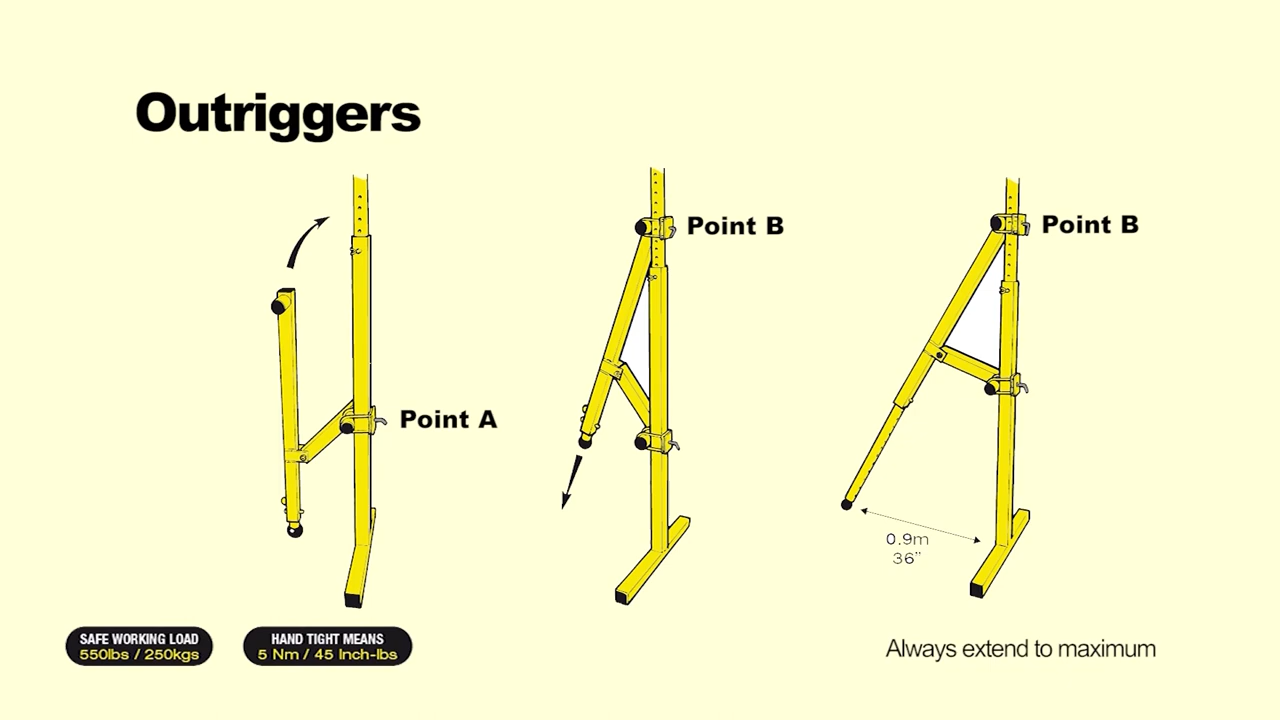 Outriggers
Point B
Point B
Point A
0.9m
36”
SAFE WORKING LOAD
550lbs / 250kgs
HAND TIGHT MEANS
5 Nm / 45 Inch-lbs
Always extend to maximum